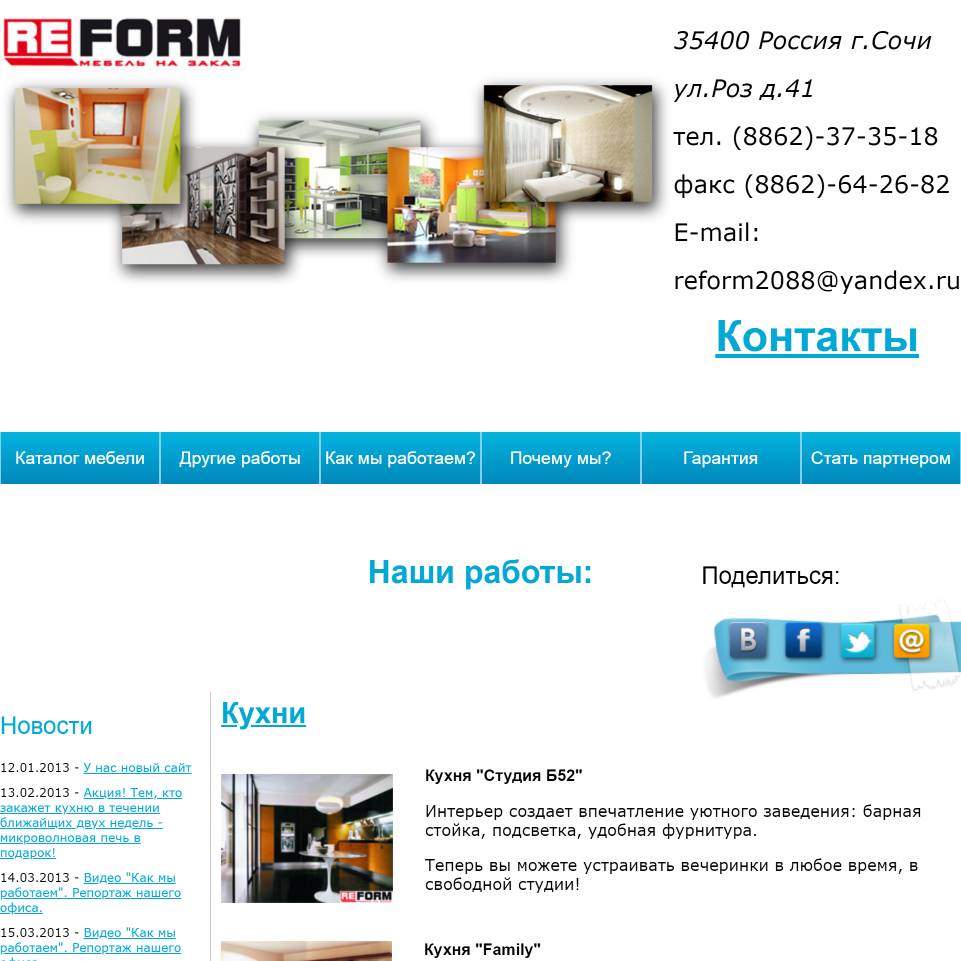 REFORM
МЕБЕЛЬ НА ЗАКАЗ
35400 Россия г.Сочи
ул.Роз д.41
тел. (8862)-37-35-18
факс (8862)-64-26-82
E-mail:
reform2088@yandex.ru
Контакты
Каталог мебели
Другие работы
Как мы работаем?
Почему мы?
Гарантия
Стать партнером
Наши работы:
Поделиться:
В f @
Новости
12.01.2013 - У нас новый сайт
13.02.2013 - Акция! Тем, кто
закажет кухню в течении
ближайщих двух недель -
микроволновая печь в
подарок!
14.03.2013 - Видео "Как мы
работаем". Репортаж нашего
офиса.
15.03.2013 - Видео "Как мы
работаем". Репортаж нашего
Кухни
Кухня "Студия Б52"
Интерьер создает впечатление уютного заведения: барная
стойка, подсветка, удобная фурнитура.
Теперь вы можете устраивать вечеринки в любое время, в
свободной студии!
REFORM
Кухня "Family"